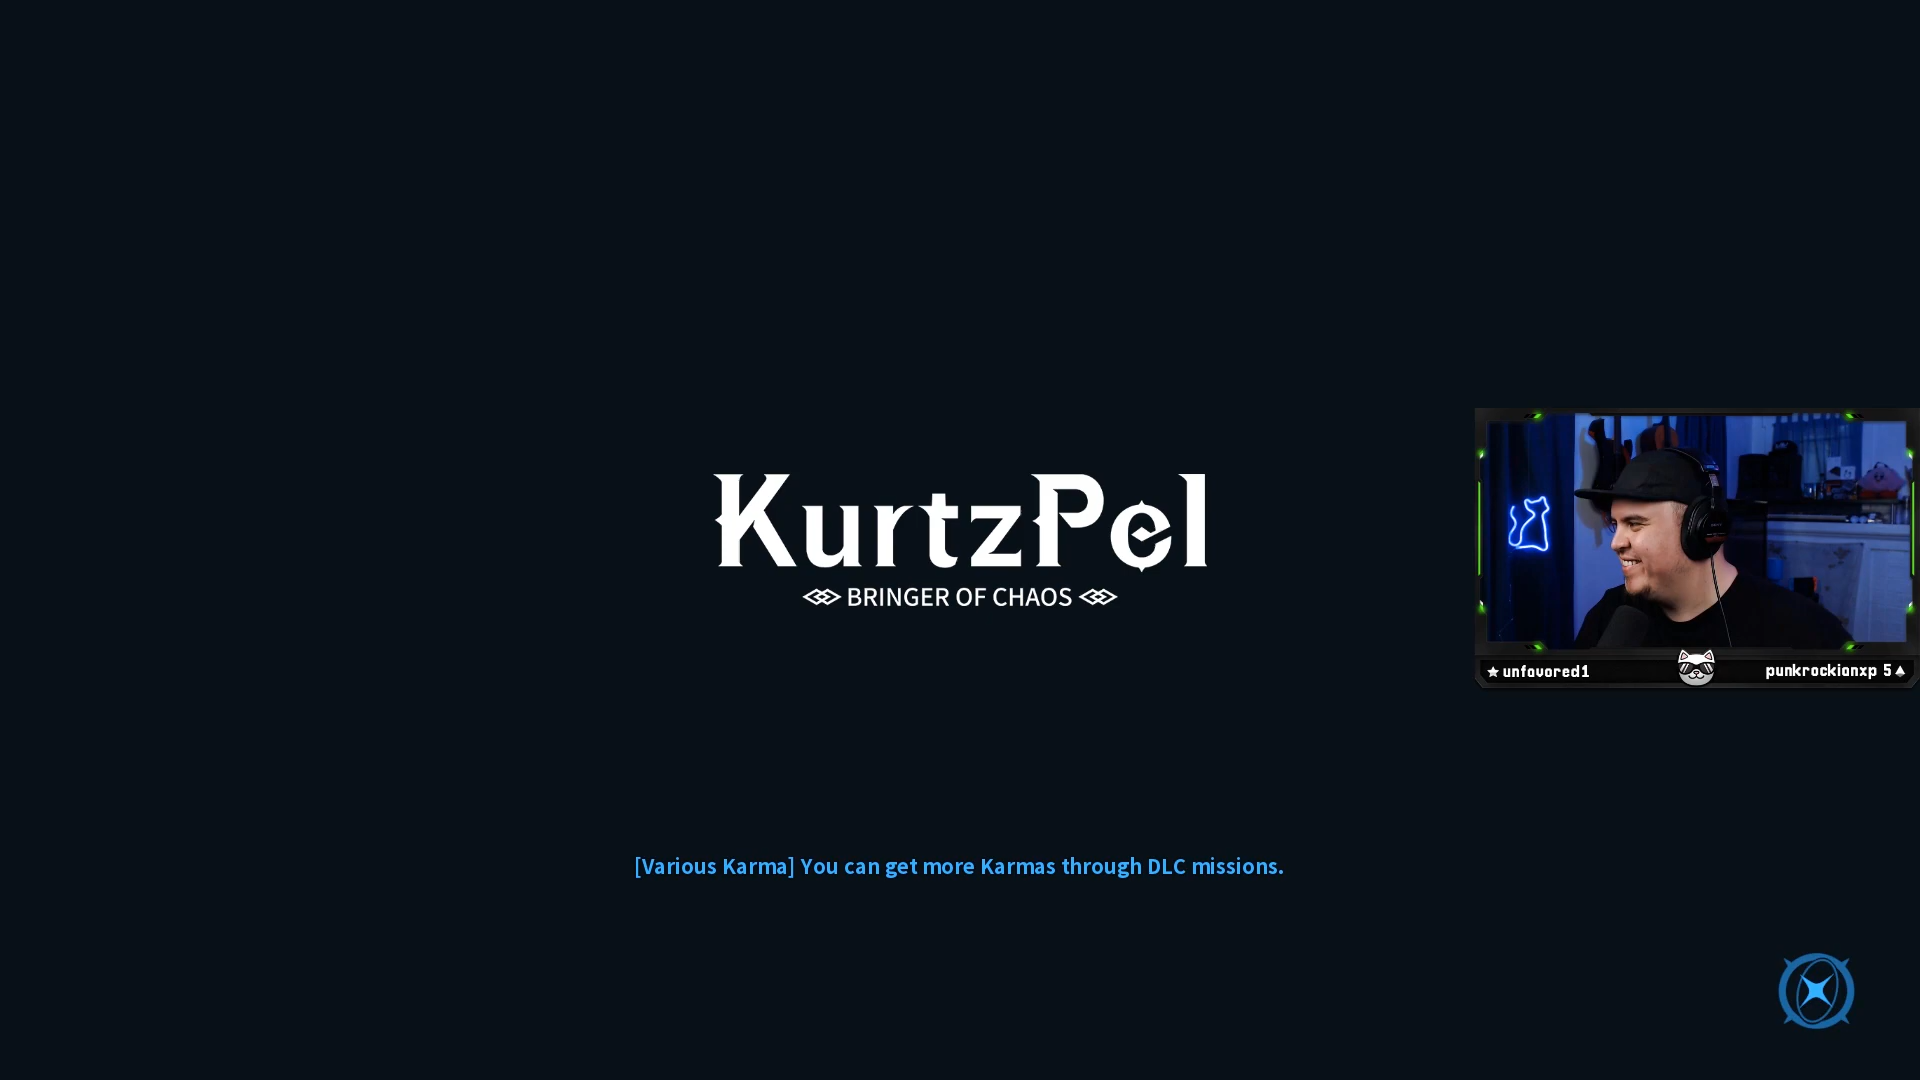 KurtzPel
BRINGER OF CHAOS
unfavored1
punkrockianxp 5
[Various Karma] You can get more Karmas through DLC missions.